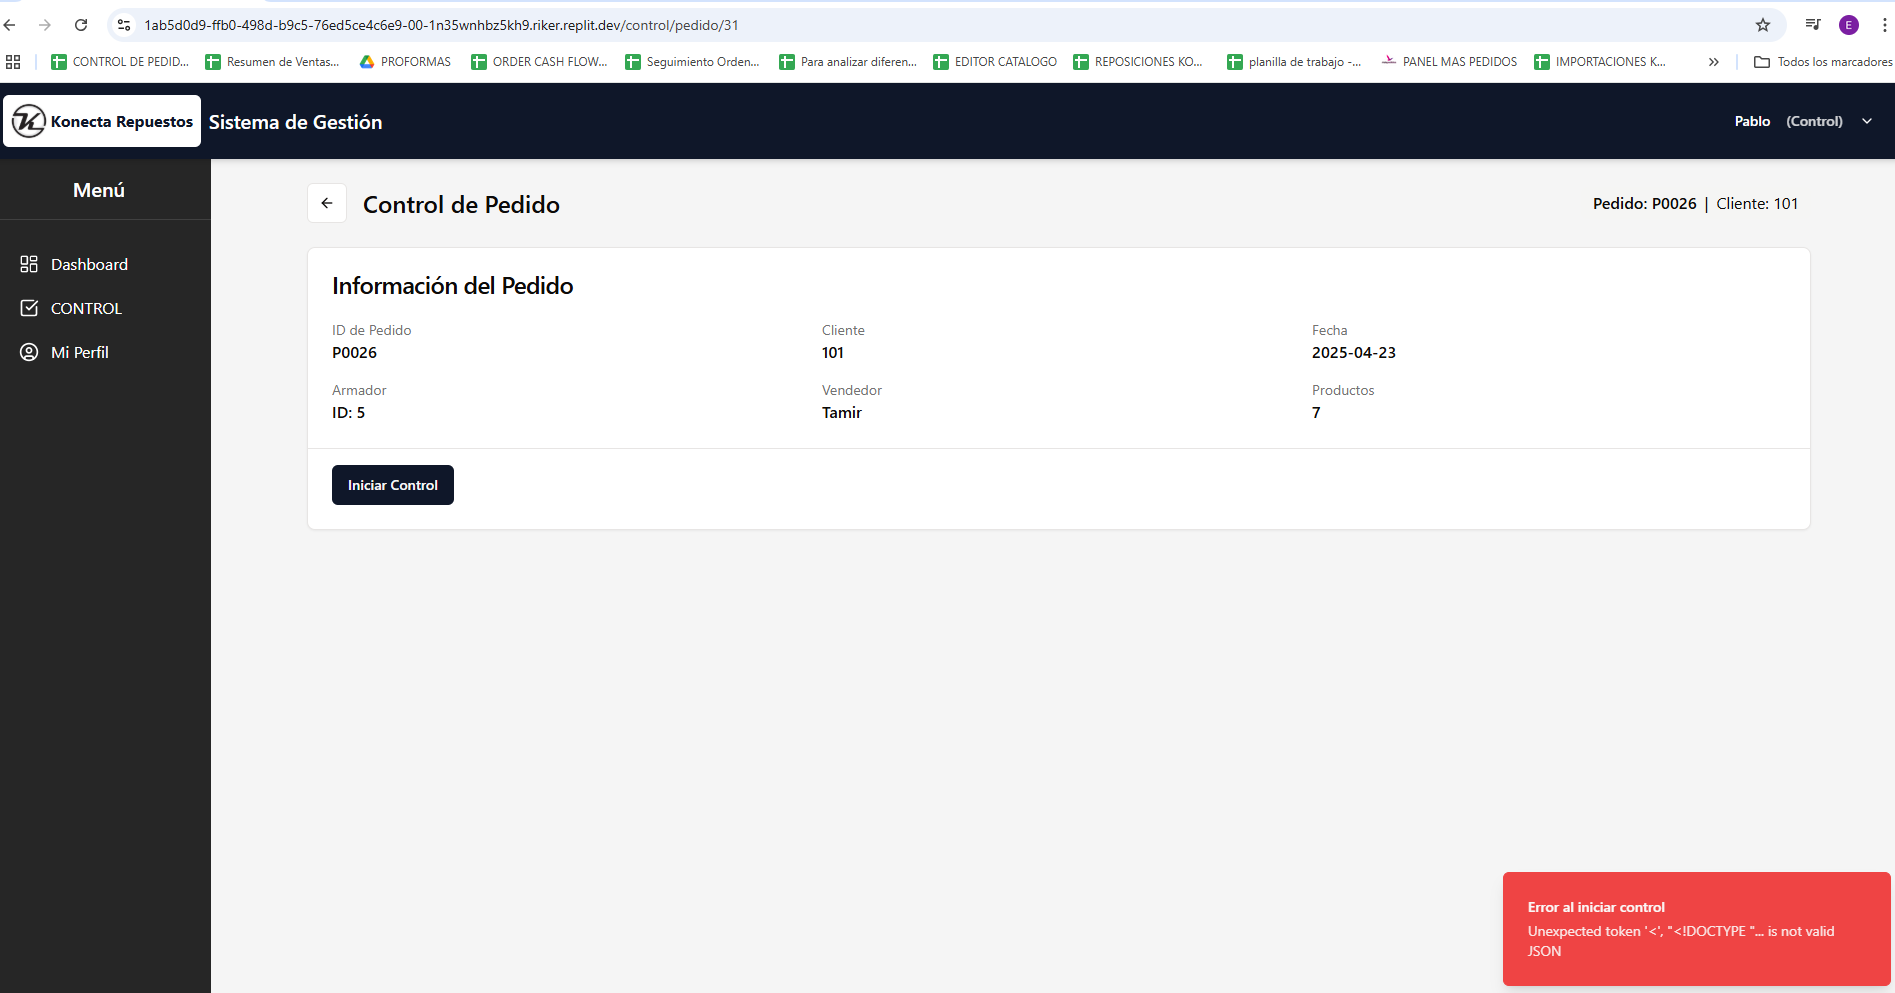 1ab5d0d9-ffb0-498d-b9c5-76ed5ce4c6e9-00-1n35wnhbz5kh9.riker.replit.dev/control/pedido/31
E
CONTROL DE PEDID...
Resumen de Ventas...
PROFORMAS
ORDER CASH FLOW...
Seguimiento Orden...
Para analizar diferen...
EDITOR CATALOGO
REPOSICIONES KO...
planilla de trabajo -...
PANEL MAS PEDIDOS
IMPORTACIONES K...
Todos los marcadores
Konecta Repuestos
Sistema de Gestión
Pablo (Control)
Menú
Dashboard
CONTROL
Mi Perfil
Control de Pedido
Pedido: P0026 | Cliente: 101
Información del Pedido
ID de Pedido
P0026
Cliente
101
Fecha
2025-04-23
Armador
ID: 5
Vendedor
Tamir
Productos
7
Iniciar Control
Error al iniciar control
Unexpected token '<', "<!DOCTYPE "... is not valid
JSON